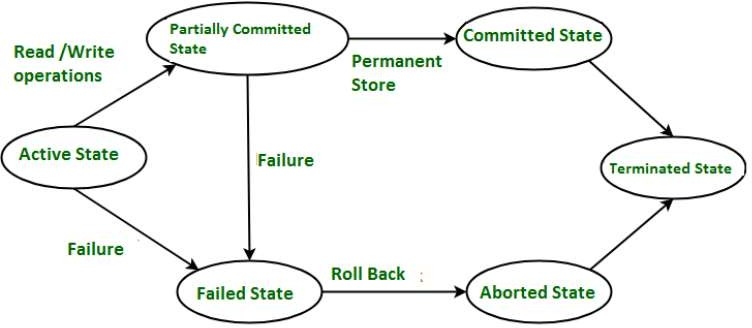 Partially Committed
State
Committed State
Read /Write
operations
Permanent
Store
Active State
Failure
Terminated State
Failure
Roll Back :
Failed State
Aborted State